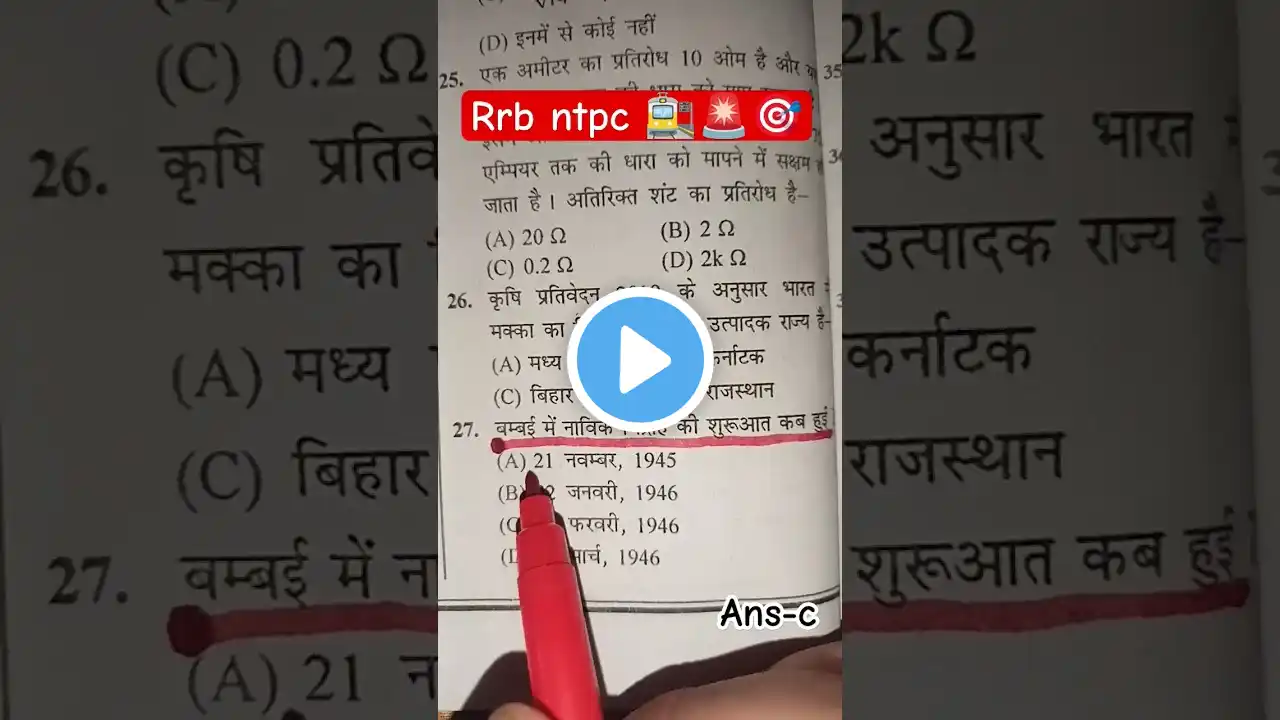 (D) इनमें से कोई नहीं
25. एक अमीटर का प्रतिरोध 10 ओम है और
Rrb ntpc
एम्पियर तक की धारा को मापने में सक्षम
जाता है। अतिरिक्त शंट का प्रतिरोध है–
(A) 20 Ω (B) 2 Ω
(C) 0.2 Ω (D) 2k Ω
26. कृषि प्रतिवेदन के अनुसार भारत
मक्का का उत्पादक राज्य है–
(A) मध्य कर्नाटक
(C) बिहार राजस्थान
27. बम्बई में नाविक की शुरूआत कब हुई
(A) 21 नवम्बर, 1945
(B) जनवरी, 1946
फरवरी, 1946
मार्च, 1946
Ans-c
(C) 0.2 Ω 2k Ω
26. कृषि अनुसार भारत
मक्का का उत्पादक राज्य है–
(A) मध्य कर्नाटक
(C) बिहार राजस्थान
27. बम्बई में शुरूआत कब हुई
(A) 21